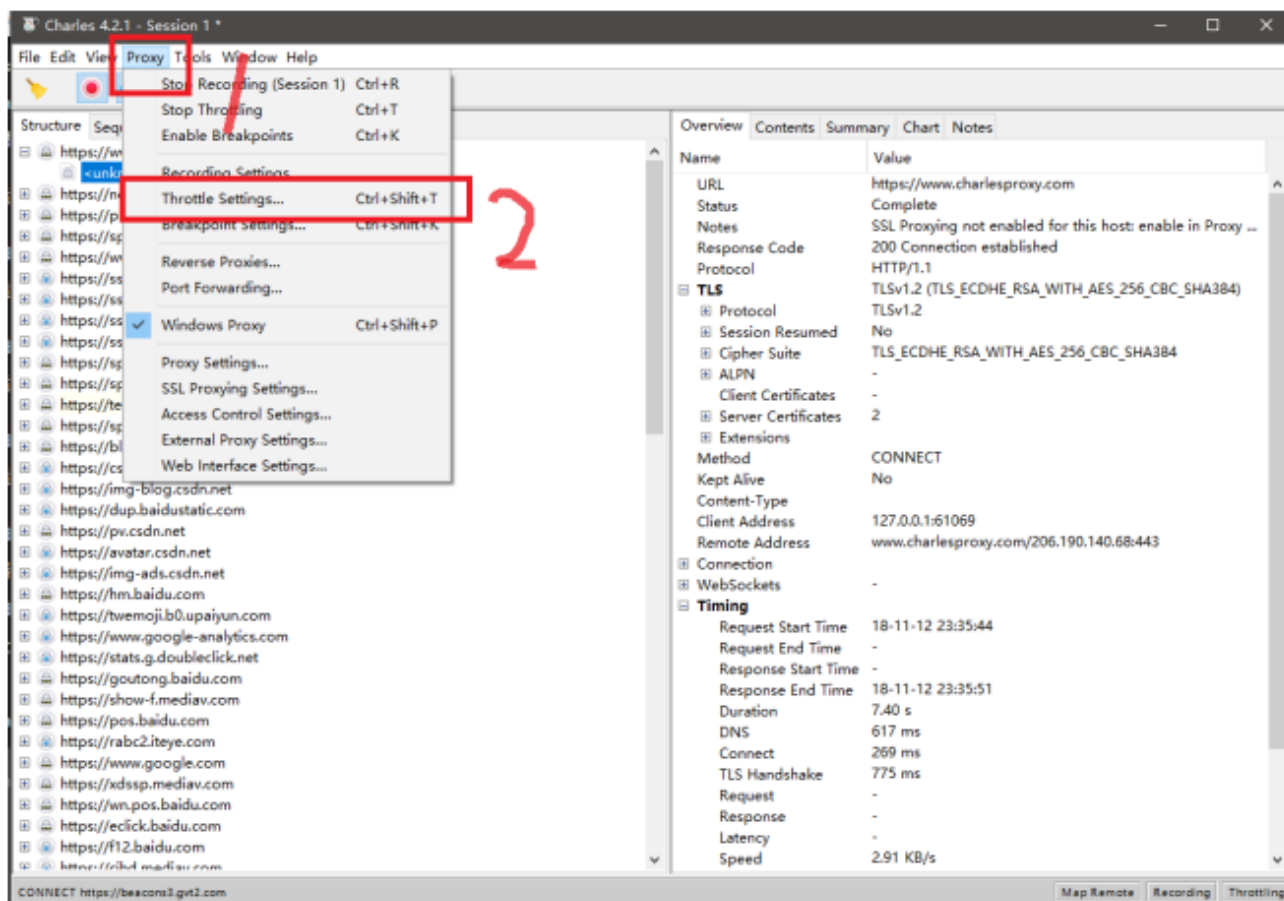 Charles 4.2.1 - Session 1 *
File Edit View Proxy Tools Window Help
1
Stop Recording (Session 1) Ctrl+R
Stop Throttling Ctrl+T
Enable Breakpoints Ctrl+K
Recording Settings
Throttle Settings... Ctrl+Shift+T
2
Breakpoint Settings... Ctrl+Shift+K
Reverse Proxies...
Port Forwarding...
Windows Proxy Ctrl+Shift+P
Proxy Settings...
SSL Proxying Settings...
Access Control Settings...
External Proxy Settings...
Web Interface Settings...
Structure
https://img-blog.csdn.net
https://dup.baidustatic.com
https://pv.csdn.net
https://avatar.csdn.net
https://img-ads.csdn.net
https://hm.baidu.com
https://twemoji.b0.upaiyun.com
https://www.google-analytics.com
https://stats.g.doubleclick.net
https://goutong.baidu.com
https://show-f.mediav.com
https://pos.baidu.com
https://rabc2.iteye.com
https://www.google.com
https://xdssp.mediav.com
https://wn.pos.baidu.com
https://eclick.baidu.com
https://f12.baidu.com
Overview Contents Summary Chart Notes
Name Value
URL https://www.charlesproxy.com
Status Complete
Notes SSL Proxying not enabled for this host: enable in Proxy ...
Response Code 200 Connection established
Protocol HTTP/1.1
TLS TLSv1.2 (TLS_ECDHE_RSA_WITH_AES_256_CBC_SHA384)
Protocol TLSv1.2
Session Resumed No
Cipher Suite TLS_ECDHE_RSA_WITH_AES_256_CBC_SHA384
ALPN -
Client Certificates -
Server Certificates 2
Extensions
Method CONNECT
Kept Alive No
Content-Type
Client Address 127.0.0.1:61069
Remote Address www.charlesproxy.com/206.190.140.68:443
Connection
WebSockets -
Timing
Request Start Time 18-11-12 23:35:44
Request End Time -
Response Start Time -
Response End Time 18-11-12 23:35:51
Duration 7.40 s
DNS 617 ms
Connect 269 ms
TLS Handshake 775 ms
Request -
Response -
Latency -
Speed 2.91 KB/s
CONNECT https://beacons3.gvt2.com
Map Remote Recording Throttling